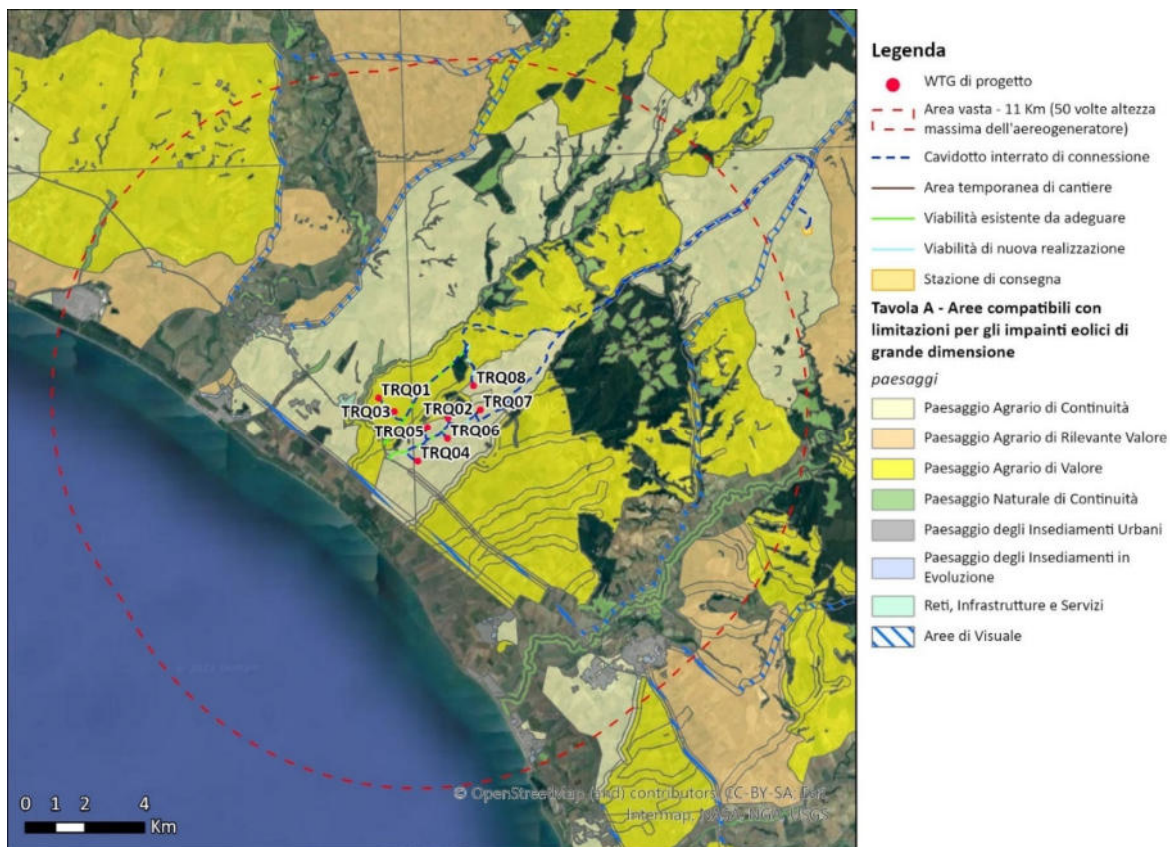 TRQ01
TRQ08
TRQ03
TRQ02
TRQ07
TRQ05
TRQ06
TRQ04
0 1 2 4
Km
© OpenStreetMap (and) contributors, CC-BY-SA,
Intermap, NASA, NGA, USGS
Legenda
WTG di progetto
Area vasta - 11 Km (50 volte altezza
massima dell'aereogeneratore)
Cavidotto interrato di connessione
Area temporanea di cantiere
Viabilità esistente da adeguare
Viabilità di nuova realizzazione
Stazione di consegna
Tavola A - Aree compatibili con
limitazioni per gli impainti eolici di
grande dimensione
paesaggi
Paesaggio Agrario di Continuità
Paesaggio Agrario di Rilevante Valore
Paesaggio Agrario di Valore
Paesaggio Naturale di Continuità
Paesaggio degli Insediamenti Urbani
Paesaggio degli Insediamenti in
Evoluzione
Reti, Infrastrutture e Servizi
Aree di Visuale